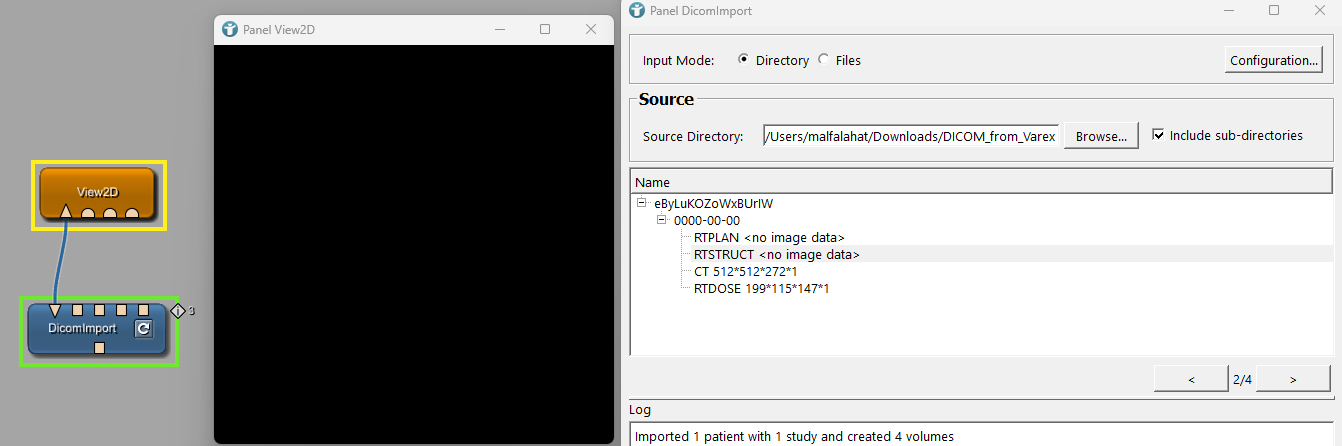 View2D
DicomImport
3
Panel View2D
Panel DicomImport
Input Mode: Directory Files Configuration...
Source
Source Directory: /Users/malfalahat/Downloads/DICOM_from_Varex Browse... Include sub-directories
Name
eByLuKOZoWxBUrIW
0000-00-00
RTPLAN <no image data>
RTSTRUCT <no image data>
CT 512*512*272*1
RTDOSE 199*115*147*1
< 2/4 >
Log
Imported 1 patient with 1 study and created 4 volumes